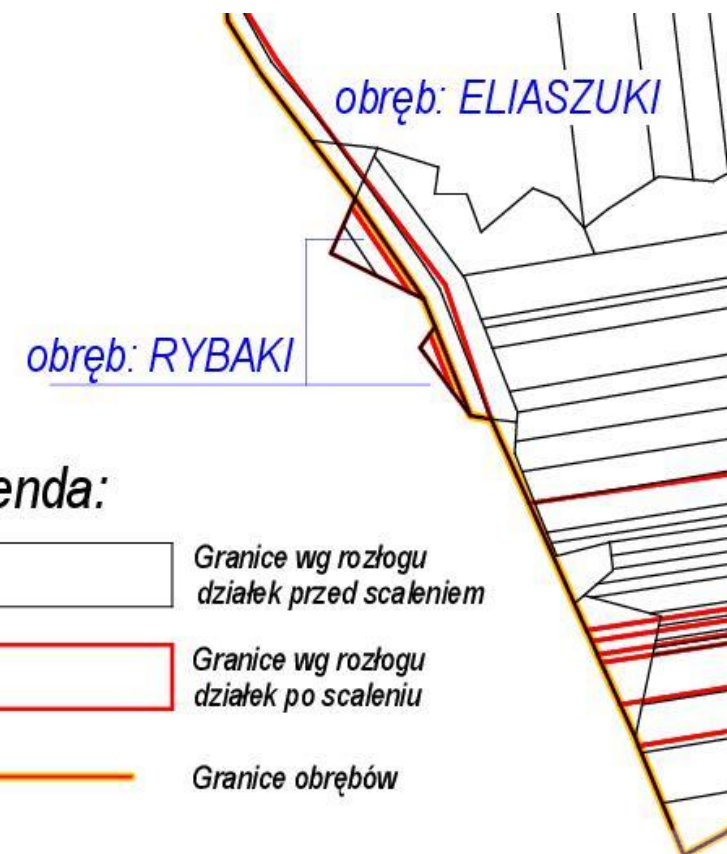 obręb: ELIASZUKI
obręb: RYBAKI
enda:
Granice wg rozłogu
działek przed scaleniem
Granice wg rozłogu
działek po scaleniu
Granice obrębów